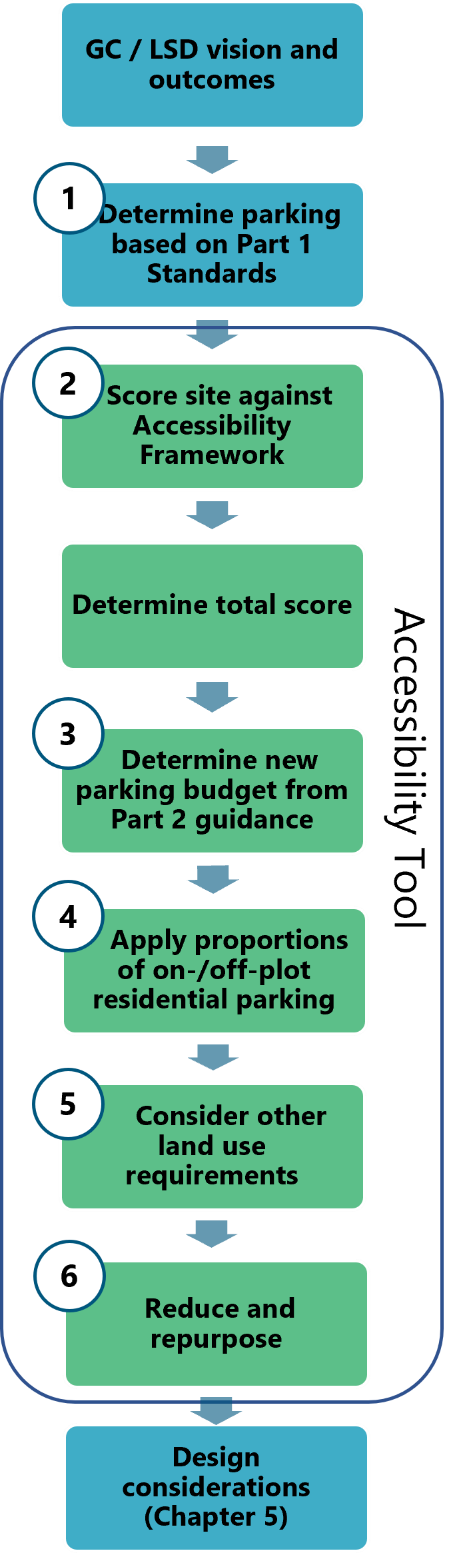 GC / LSD vision and
outcomes
1
Determine parking
based on Part 1
Standards
2
Score site against
Accessibility
Framework
Determine total score
3
Determine new
parking budget from
Part 2 guidance
4
Apply proportions
of on-/off-plot
residential parking
5
Consider other
land use
requirements
6
Reduce and
repurpose
Accessibility Tool
Design
considerations
(Chapter 5)